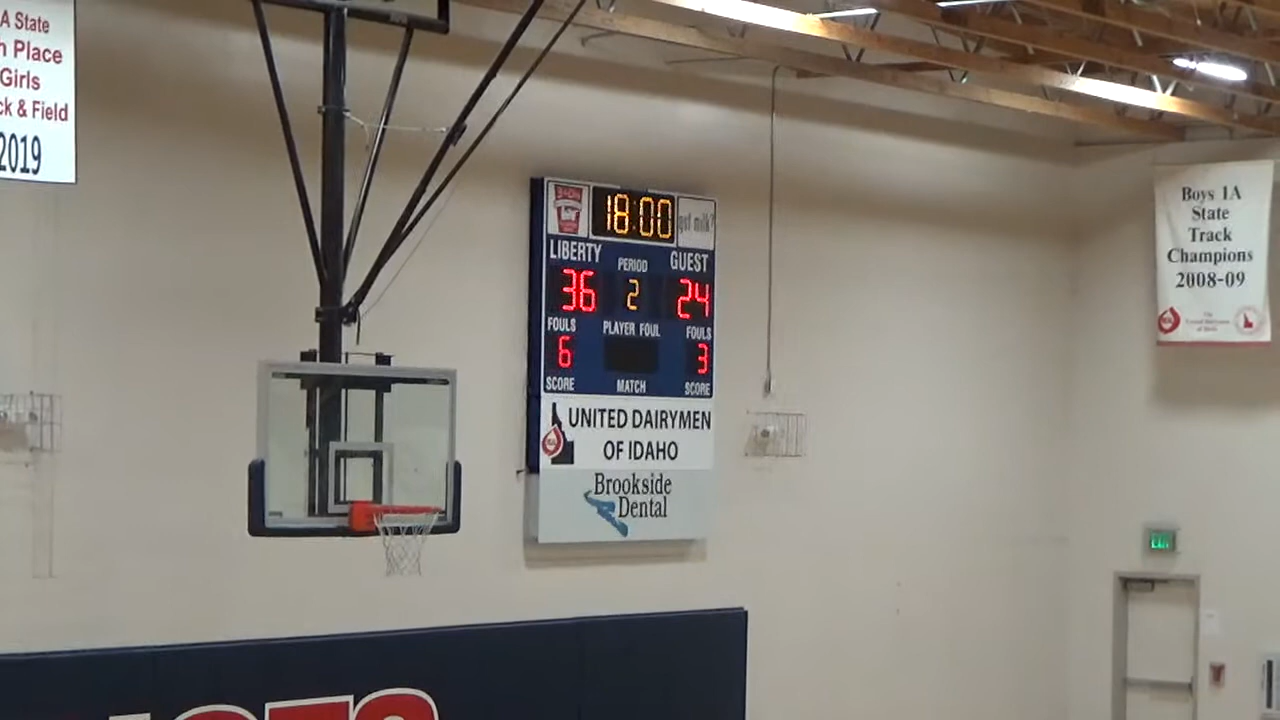 A State
h Place
Girls
ck & Field
2019
18:00
got milk?
LIBERTY
PERIOD
GUEST
36
2
24
FOULS
PLAYER FOUL
FOULS
6
3
SCORE
MATCH
SCORE
UNITED DAIRYMEN
OF IDAHO
Brookside
Dental
Boys 1A
State
Track
Champions
2008-09
EXIT